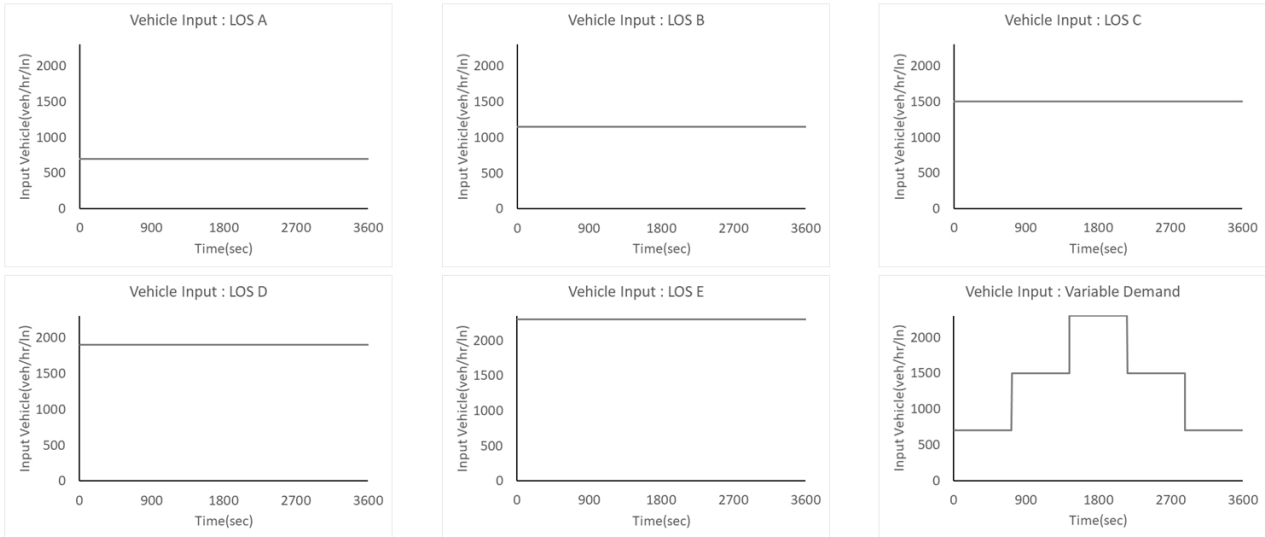 Vehicle Input : LOS A
Input Vehicle(veh/hr/ln)
2000
1500
1000
500
0
0 900 1800 2700 3600
Time(sec)
Vehicle Input : LOS B
Input Vehicle(veh/hr/ln)
2000
1500
1000
500
0
0 900 1800 2700 3600
Time(sec)
Vehicle Input : LOS C
Input Vehicle(veh/hr/ln)
2000
1500
1000
500
0
0 900 1800 2700 3600
Time(sec)
Vehicle Input : LOS D
Input Vehicle(veh/hr/ln)
2000
1500
1000
500
0
0 900 1800 2700 3600
Time(sec)
Vehicle Input : LOS E
Input Vehicle(veh/hr/ln)
2000
1500
1000
500
0
0 900 1800 2700 3600
Time(sec)
Vehicle Input : Variable Demand
Input Vehicle(veh/hr/ln)
2000
1500
1000
500
0
0 900 1800 2700 3600
Time(sec)